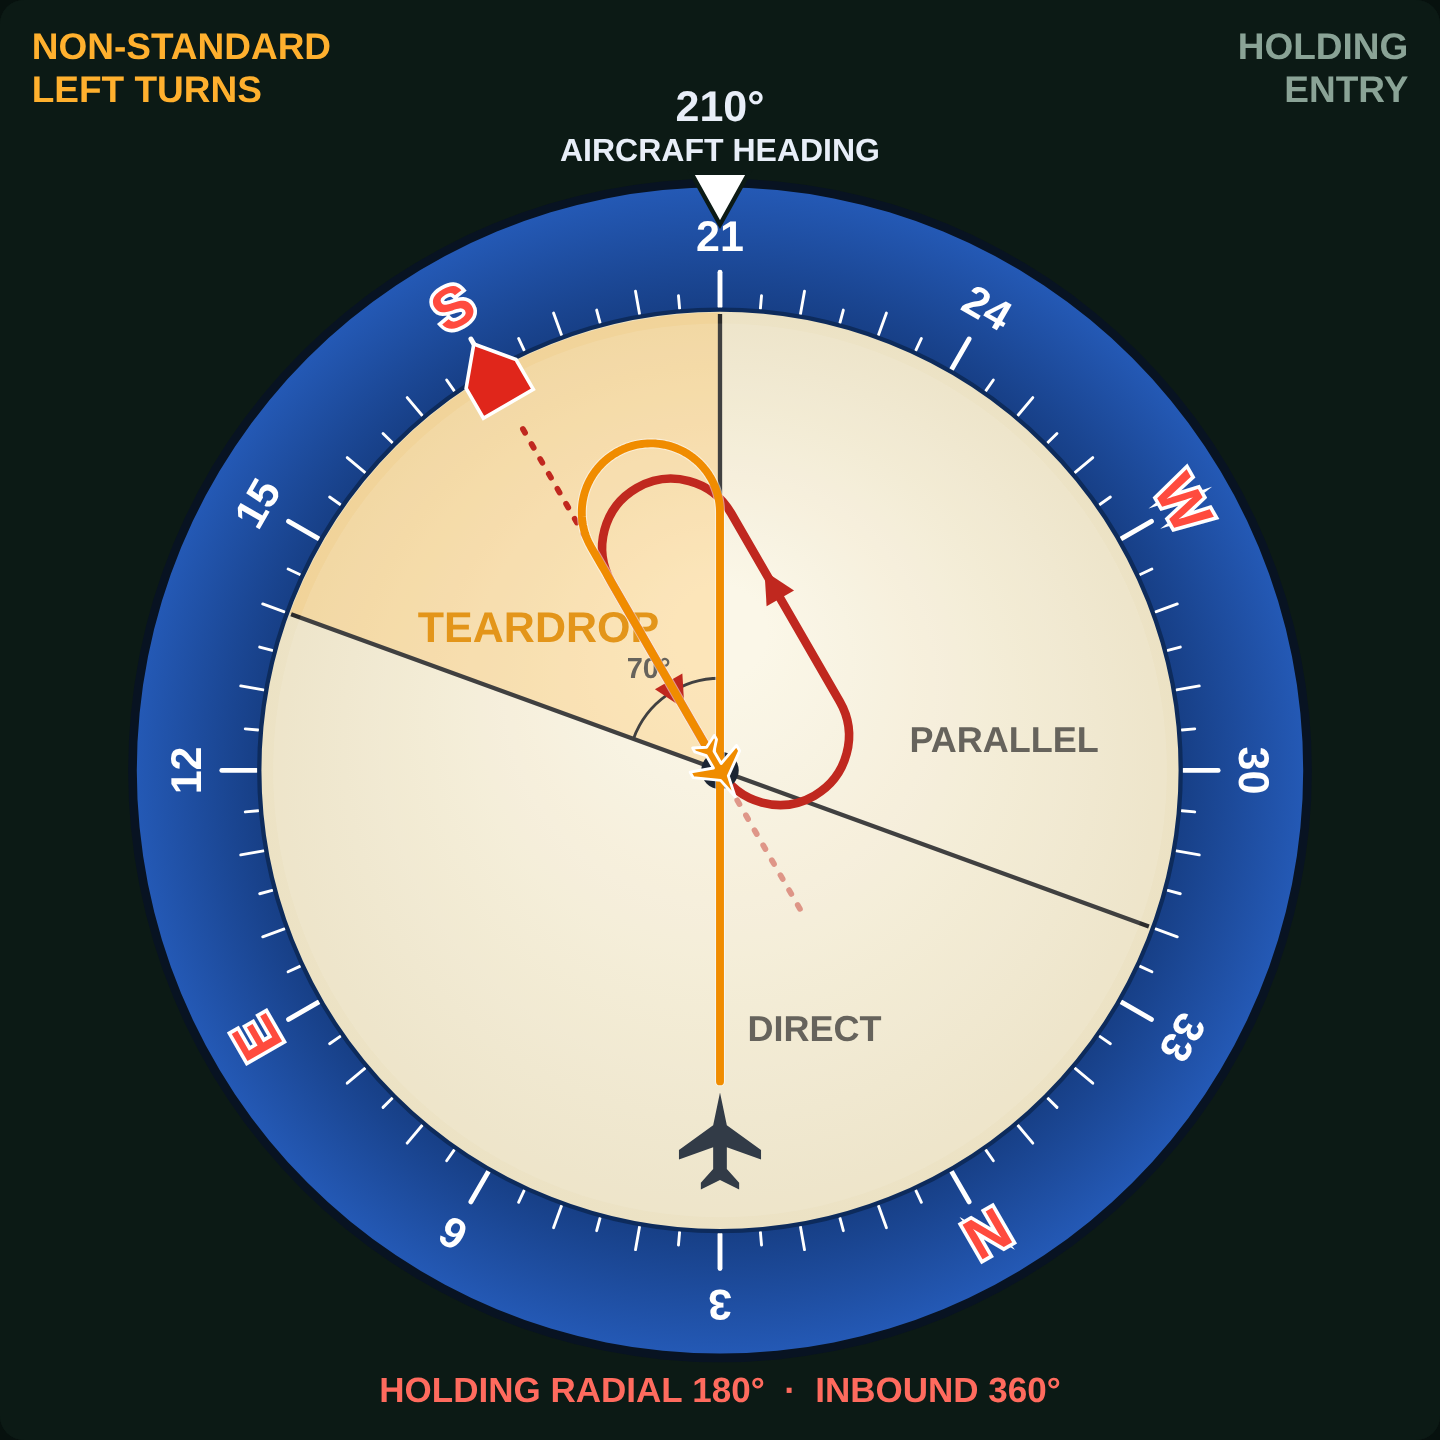 NON-STANDARD
LEFT TURNS
HOLDING
ENTRY
210°
AIRCRAFT HEADING
21
S
24
15
W
TEARDROP
70°
PARALLEL
12
30
DIRECT
E
33
6
N
3
HOLDING RADIAL 180° · INBOUND 360°